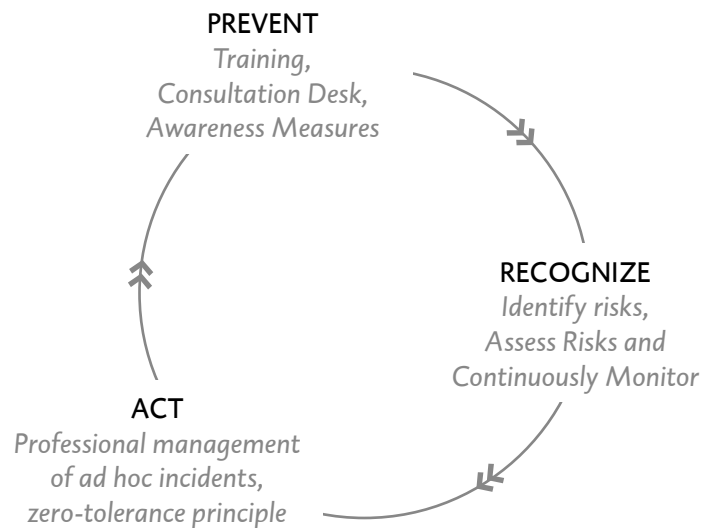 PREVENT
Training,
Consultation Desk,
Awareness Measures
RECOGNIZE
Identify risks,
Assess Risks and
Continuously Monitor
ACT
Professional management
of ad hoc incidents,
zero-tolerance principle